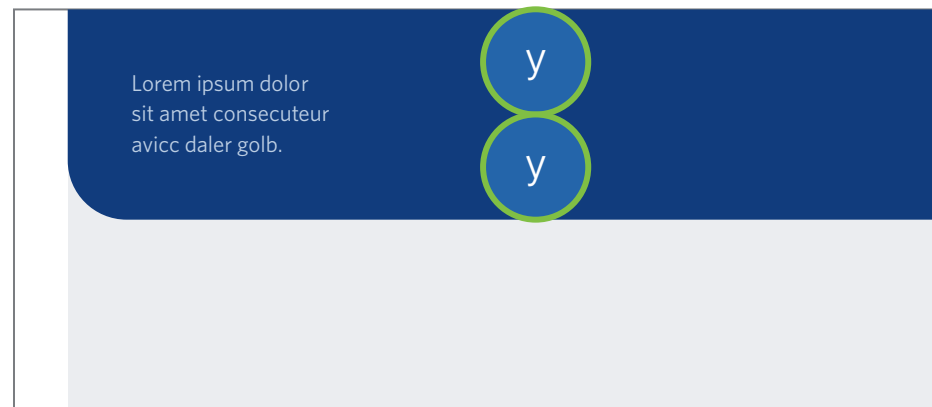 Lorem ipsum dolor
sit amet consecuteur
avicc daler golb.
y
y